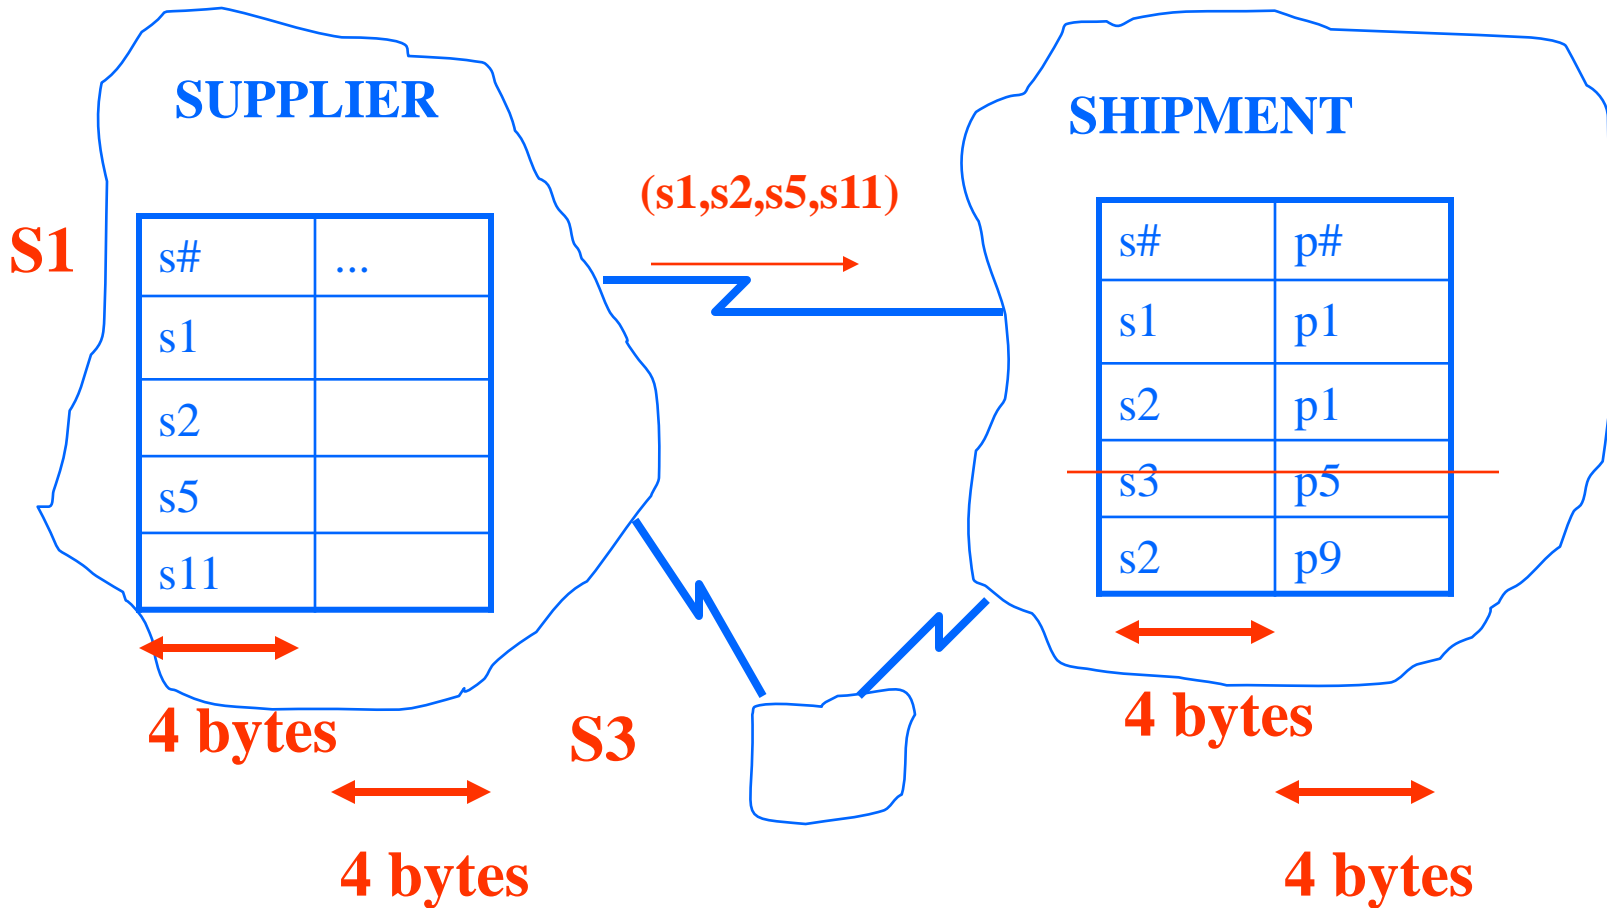 SUPPLIER
SHIPMENT
(s1,s2,s5,s11)
S1
s# ...
s1
s2
s5
s11
s# p#
s1 p1
s2 p1
s3 p5
s2 p9
4 bytes
4 bytes
S3
4 bytes
4 bytes